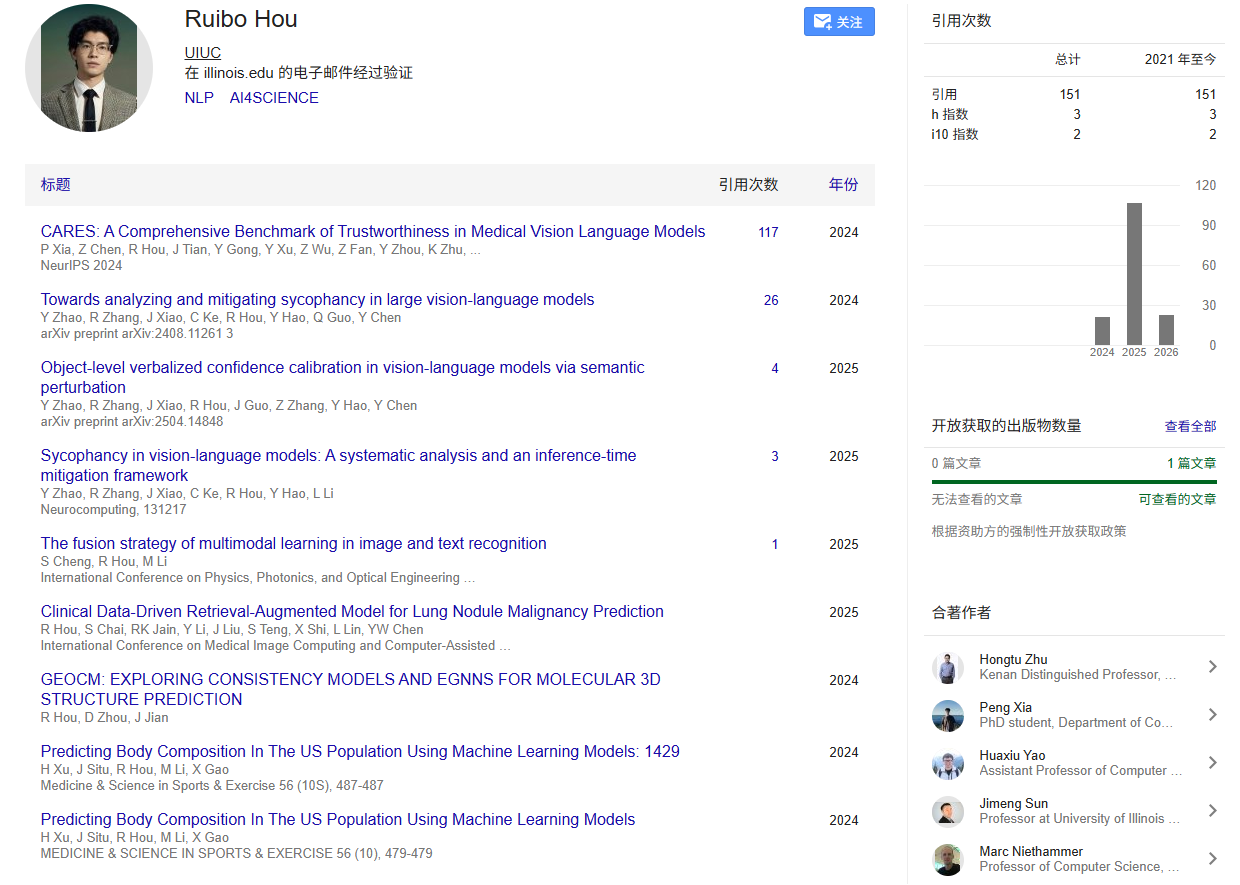 Ruibo Hou
关注
UIUC
在 illinois.edu 的电子邮件经过验证
NLP AI4SCIENCE
标题 引用次数 年份
CARES: A Comprehensive Benchmark of Trustworthiness in Medical Vision Language Models 117 2024
P Xia, Z Chen, R Hou, J Tian, Y Gong, Y Xu, Z Wu, Z Fan, Y Zhou, K Zhu, ...
NeurIPS 2024
Towards analyzing and mitigating sycophancy in large vision-language models 26 2024
Y Zhao, R Zhang, J Xiao, C Ke, R Hou, Y Hao, Q Guo, Y Chen
arXiv preprint arXiv:2408.11261 3
Object-level verbalized confidence calibration in vision-language models via semantic 4 2025
perturbation
Y Zhao, R Zhang, J Xiao, R Hou, J Guo, Z Zhang, Y Hao, Y Chen
arXiv preprint arXiv:2504.14848
Sycophancy in vision-language models: A systematic analysis and an inference-time 3 2025
mitigation framework
Y Zhao, R Zhang, J Xiao, C Ke, R Hou, Y Hao, L Li
Neurocomputing, 131217
The fusion strategy of multimodal learning in image and text recognition 1 2025
S Cheng, R Hou, M Li
International Conference on Physics, Photonics, and Optical Engineering …
Clinical Data-Driven Retrieval-Augmented Model for Lung Nodule Malignancy Prediction 2025
R Hou, S Chai, RK Jain, Y Li, J Liu, S Teng, X Shi, L Lin, YW Chen
International Conference on Medical Image Computing and Computer-Assisted …
GEOCM: EXPLORING CONSISTENCY MODELS AND EGNNS FOR MOLECULAR 3D 2024
STRUCTURE PREDICTION
R Hou, D Zhou, J Jian
Predicting Body Composition In The US Population Using Machine Learning Models: 1429 2024
H Xu, J Situ, R Hou, M Li, X Gao
Medicine & Science in Sports & Exercise 56 (10S), 487-487
Predicting Body Composition In The US Population Using Machine Learning Models 2024
H Xu, J Situ, R Hou, M Li, X Gao
MEDICINE & SCIENCE IN SPORTS & EXERCISE 56 (10), 479-479
引用次数
总计 2021 年至今
引用 151 151
h 指数 3 3
i10 指数 2 2
120
90
60
30
0
2024 2025 2026
开放获取的出版物数量 查看全部
0 篇文章 1 篇文章
无法查看的文章 可查看的文章
根据资助方的强制性开放获取政策
合著作者
Hongtu Zhu
Kenan Distinguished Professor, …
Peng Xia
PhD student, Department of Co…
Huaxiu Yao
Assistant Professor of Computer …
Jimeng Sun
Professor at University of Illinois …
Marc Niethammer
Professor of Computer Science, …